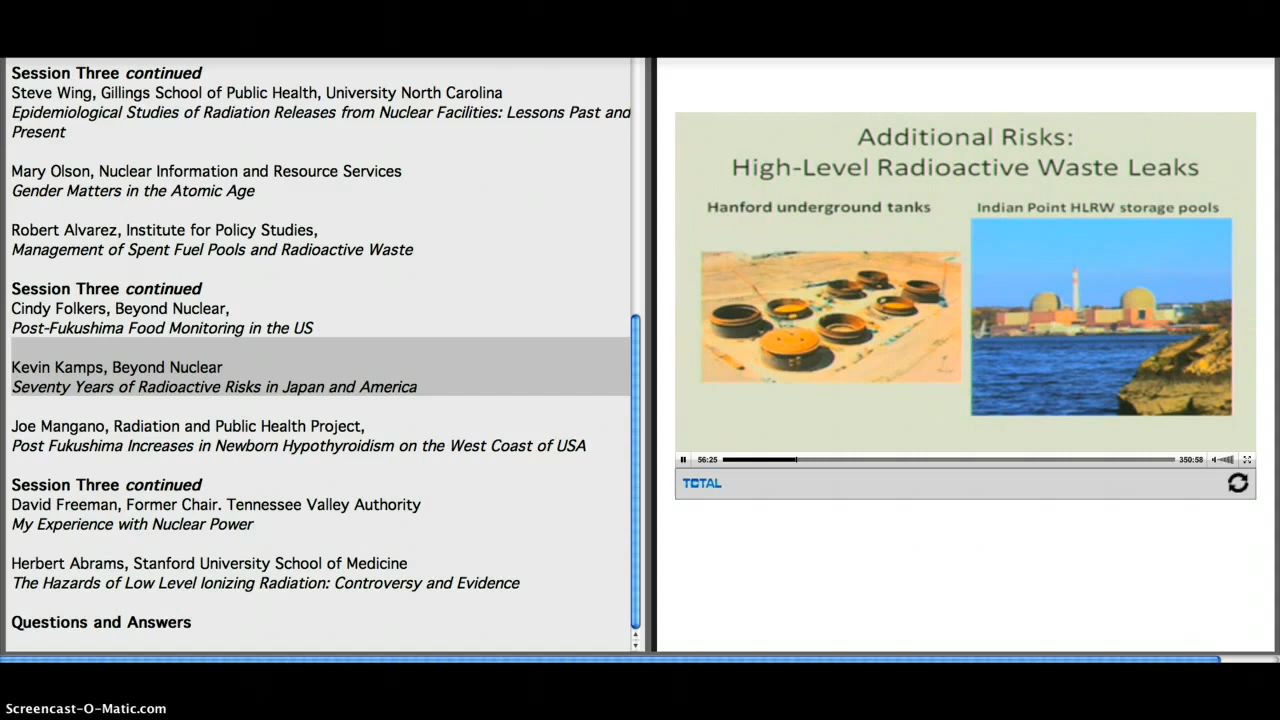 Session Three continued
Steve Wing, Gillings School of Public Health, University North Carolina
Epidemiological Studies of Radiation Releases from Nuclear Facilities: Lessons Past and
Present
Mary Olson, Nuclear Information and Resource Services
Gender Matters in the Atomic Age
Robert Alvarez, Institute for Policy Studies,
Management of Spent Fuel Pools and Radioactive Waste
Session Three continued
Cindy Folkers, Beyond Nuclear,
Post-Fukushima Food Monitoring in the US
Kevin Kamps, Beyond Nuclear
Seventy Years of Radioactive Risks in Japan and America
Joe Mangano, Radiation and Public Health Project,
Post Fukushima Increases in Newborn Hypothyroidism on the West Coast of USA
Session Three continued
David Freeman, Former Chair. Tennessee Valley Authority
My Experience with Nuclear Power
Herbert Abrams, Stanford University School of Medicine
The Hazards of Low Level Ionizing Radiation: Controversy and Evidence
Questions and Answers
Additional Risks:
High-Level Radioactive Waste Leaks
Hanford underground tanks
Indian Point HLRW storage pools
56:25
350:58
TOTAL
Screencast-O-Matic.com